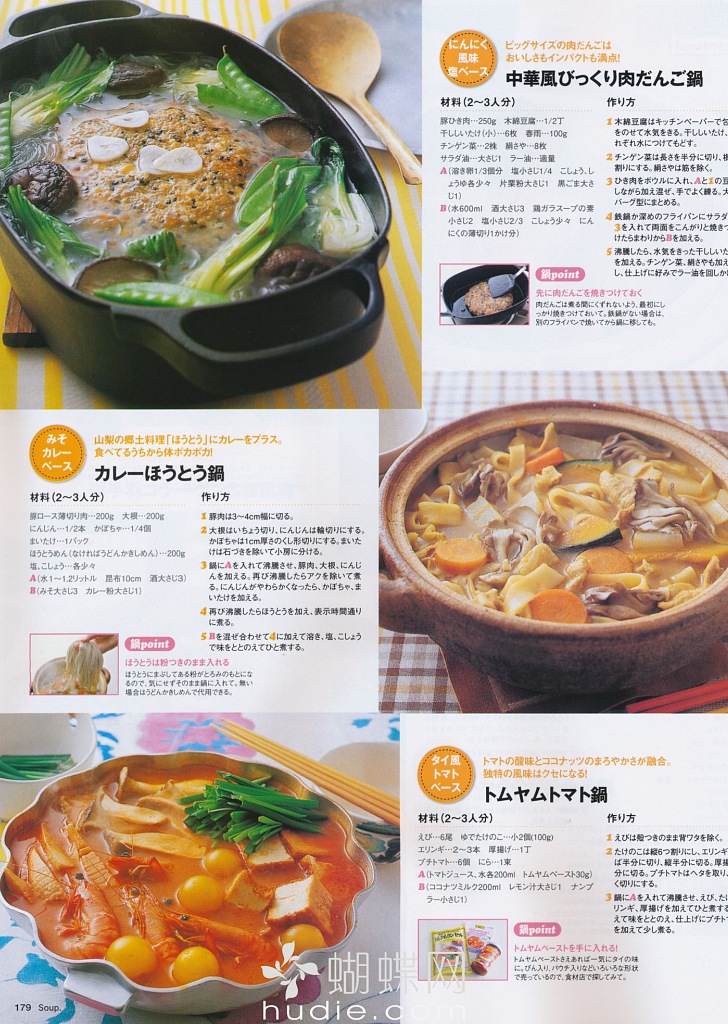 にんにく
風味
塩ベース
ビッグサイズの肉だんごは
おいしさもインパクトも満点!
中華風びっくり肉だんご鍋
材料(2〜3人分)
豚ひき肉…250g 木綿豆腐…1/2丁
干ししいたけ(小)…6枚 春雨…100g
チンゲン菜…2株 絹さや…8枚
サラダ油…大さじ1 ラー油…適量
A(溶き卵1/3個分 塩小さじ1/4 こしょう、しょ
うゆ各少々 片栗粉大さじ1 黒ごま大さ
じ1)
B(水600ml 酒大さじ3 鶏ガラスープの素
小さじ2 塩小さじ2/3 こしょう少々 にん
にくの薄切り1かけ分)
作り方
1 木綿豆腐はキッチンペーパーで包
をのせて水気をきる。干ししいたけ、
れぞれ水につけてもどす。
2 チンゲン菜は長さを半分に切り、根
割りにする。絹さやは筋を除く。
3 ひき肉をボウルに入れ、Aと1の豆
しながら加え混ぜ、手でよく練る。大
バーグ型にまとめる。
4 鉄鍋か深めのフライパンにサラダ
3を入れて両面をこんがりと焼きつ
けたらまわりからBを加える。
5 沸騰したら、水気をきった干ししいた
を加える。チンゲン菜、絹さやも加え
し、仕上げに好みでラー油を回しか
鍋point
先に肉だんごを焼きつけておく
肉だんごは煮る間にくずれないよう、最初にし
っかり焼きつけておいて。鉄鍋がない場合は、
別のフライパンで焼いてから鍋に移しても。
みそ
カレー
ベース
山梨の郷土料理「ほうとう」にカレーをプラス。
食べてるうちから体ポカポカ!
カレーほうとう鍋
材料(2〜3人分)
豚ロース薄切り肉…200g 大根…200g
にんじん…1/2本 かぼちゃ…1/4個
まいたけ…1パック
ほうとうめん(なければうどんかきしめん)…200g
塩、こしょう…各少々
A(水1〜1.2リットル 昆布10cm 酒大さじ3)
B(みそ大さじ3 カレー粉大さじ1)
作り方
1 豚肉は3〜4cm幅に切る。
2 大根はいちょう切り、にんじんは輪切りにする。
かぼちゃは1cm厚さのくし形切りにする。まいた
けは石づきを除いて小房に分ける。
3 鍋にAを入れて沸騰させ、豚肉、大根、にんじ
んを加える。再び沸騰したらアクを除いて煮
る。にんじんがやわらかくなったら、かぼちゃ、ま
いたけを加える。
4 再び沸騰したらほうとうを加え、表示時間通り
に煮る。
5 Bを混ぜ合わせて4に加えて溶き、塩、こしょう
で味をととのえてひと煮する。
鍋point
ほうとうは粉つきのまま入れる
ほうとうにまぶしてある粉がとろみのもとにな
るので、気にせずそのまま鍋に入れて。無い
場合はうどんかきしめんで代用できる。
タイ風
トマト
ベース
トマトの酸味とココナッツのまろやかさが融合。
独特の風味はクセになる!
トムヤムトマト鍋
材料(2〜3人分)
えび…6尾 ゆでたけのこ…小2個(100g)
エリンギ…2〜3本 厚揚げ…1丁
プチトマト…6個 にら…1束
A(トマトジュース、水各200ml トムヤムペースト30g)
B(ココナツミルク200ml レモン汁大さじ1 ナンプ
ラー小さじ1)
作り方
1 えびは殻つきのまま背ワタを除く。
2 たけのこは縦6つ割りにし、エリンギ
ば半分に切り、縦半分に切る。厚揚
分に切る。プチトマトはヘタを取り、
く切りにする。
3 鍋にAを入れて沸騰させ、えび、たけ
リンギ、厚揚げを加えてひと煮する
えて味をととのえ、仕上げにプチト
を加えて少し煮る。
鍋point
トムヤムペーストを手に入れる!
トムヤムペーストさえあれば一気にタイの味
に。びん入り、パウチ入りなどいろいろな形状
で売っているので、食材店で探してみて。
179 Soup.
蝴蝶网
hudie.com